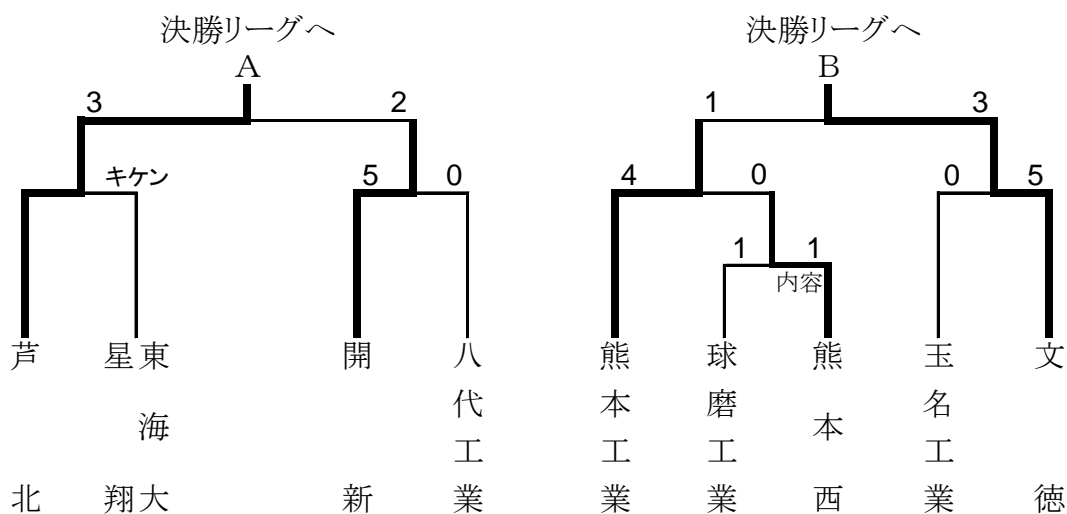 決勝リーグへ
A
3
2
キケン
5
0
芦北
東海大
星翔
開新
八代工業
決勝リーグへ
B
1
3
4
0
0
5
1
1
内容
熊本工業
球磨工業
熊本西
玉名工業
文徳